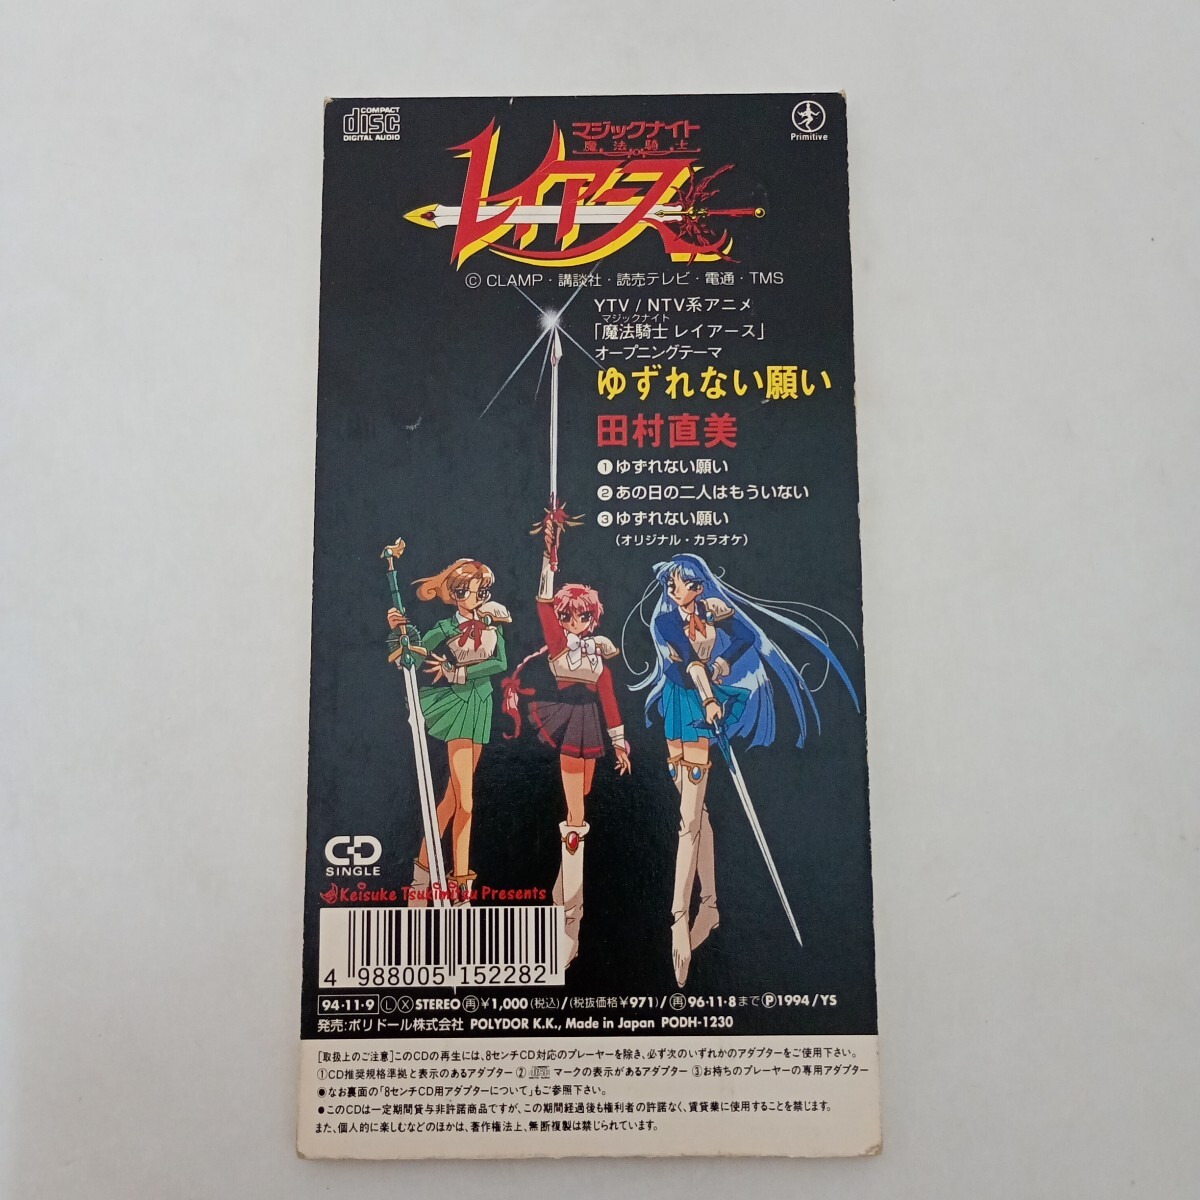 COMPACT
disc
DIGITAL AUDIO
Primitive
マジックナイト
魔法騎士
レイアース
© CLAMP・講談社・読売テレビ・電通・TMS
YTV / NTV系アニメ
マジックナイト
「魔法騎士 レイアース」
オープニングテーマ
ゆずれない願い
田村直美
❶ ゆずれない願い
❷ あの日の二人はもういない
❸ ゆずれない願い
(オリジナル・カラオケ)
CD
SINGLE
Keisuke Tsukimitsu Presents
4 988005 152282
94・11・9 Ⓛ Ⓧ STEREO ㊢ ¥1,000 (税込) / (税抜価格¥971) / ㊢ 96・11・8 まで Ⓟ 1994 / YS
発売:ポリドール株式会社 POLYDOR K.K., Made in Japan PODH-1230
[取扱上のご注意] このCDの再生には、8センチCD対応のプレーヤーを除き、必ず次のいずれかのアダプターをご使用下さい。
①CD推奨規格準拠と表示のあるアダプター ② disc マークの表示があるアダプター ③お持ちのプレーヤーの専用アダプター
●なお裏面の「8センチCD用アダプターについて」もご参照下さい。
●このCDは一定期間貸与非許諾商品ですが、この期間経過後も権利者の許諾なく、賃貸業に使用することを禁じます。
また、個人的に楽しむなどのほかは、著作権法上、無断複製は禁じられています。